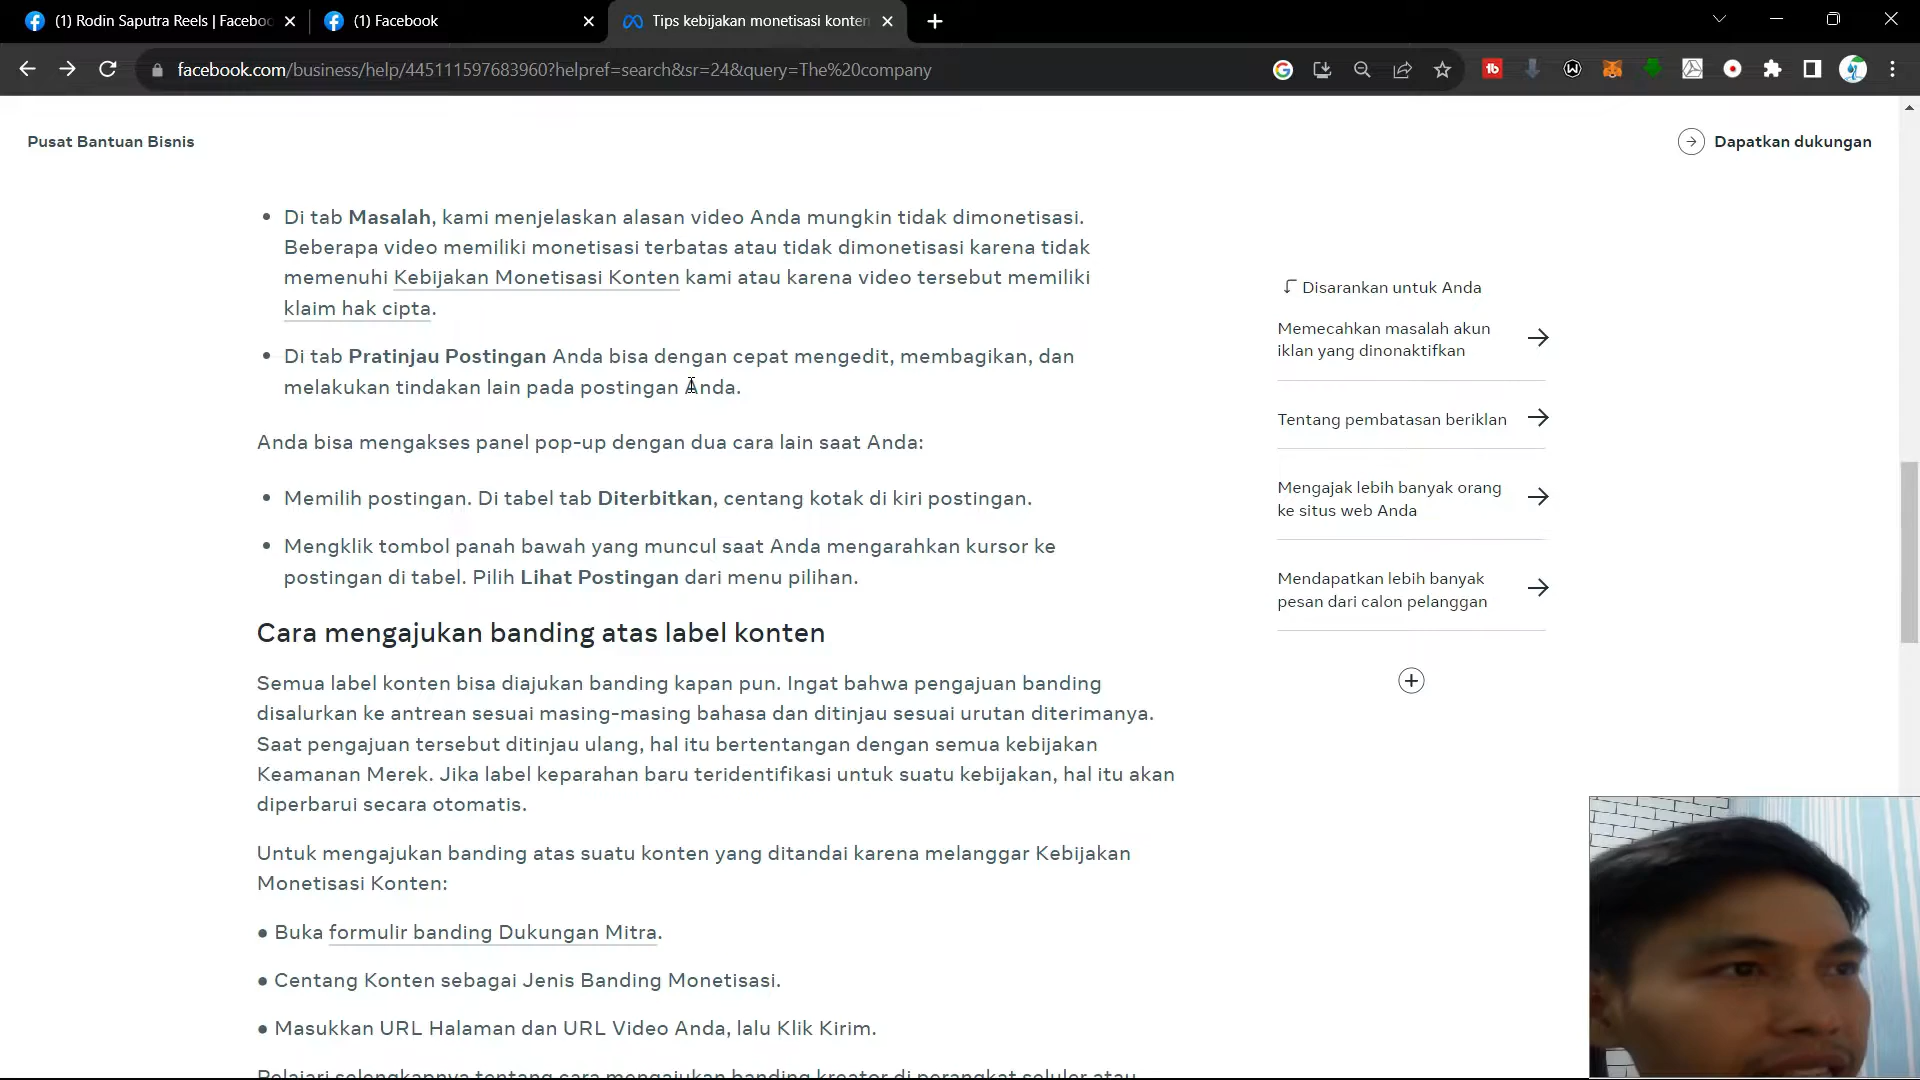 (1) Rodin Saputra Reels | Faceboo
(1) Facebook
Tips kebijakan monetisasi konten
facebook.com/business/help/445111597683960?helpref=search&sr=24&query=The%20company
Pusat Bantuan Bisnis
Dapatkan dukungan
• Di tab Masalah, kami menjelaskan alasan video Anda mungkin tidak dimonetisasi.
Beberapa video memiliki monetisasi terbatas atau tidak dimonetisasi karena tidak
memenuhi Kebijakan Monetisasi Konten kami atau karena video tersebut memiliki
klaim hak cipta.
• Di tab Pratinjau Postingan Anda bisa dengan cepat mengedit, membagikan, dan
melakukan tindakan lain pada postingan Anda.
Anda bisa mengakses panel pop-up dengan dua cara lain saat Anda:
• Memilih postingan. Di tabel tab Diterbitkan, centang kotak di kiri postingan.
• Mengklik tombol panah bawah yang muncul saat Anda mengarahkan kursor ke
postingan di tabel. Pilih Lihat Postingan dari menu pilihan.
Cara mengajukan banding atas label konten
Semua label konten bisa diajukan banding kapan pun. Ingat bahwa pengajuan banding
disalurkan ke antrean sesuai masing-masing bahasa dan ditinjau sesuai urutan diterimanya.
Saat pengajuan tersebut ditinjau ulang, hal itu bertentangan dengan semua kebijakan
Keamanan Merek. Jika label keparahan baru teridentifikasi untuk suatu kebijakan, hal itu akan
diperbarui secara otomatis.
Untuk mengajukan banding atas suatu konten yang ditandai karena melanggar Kebijakan
Monetisasi Konten:
● Buka formulir banding Dukungan Mitra.
● Centang Konten sebagai Jenis Banding Monetisasi.
● Masukkan URL Halaman dan URL Video Anda, lalu Klik Kirim.
Pelajari selengkapnya tentang cara mengajukan banding kreator di perangkat seluler atau
Disarankan untuk Anda
Memecahkan masalah akun
iklan yang dinonaktifkan
Tentang pembatasan beriklan
Mengajak lebih banyak orang
ke situs web Anda
Mendapatkan lebih banyak
pesan dari calon pelanggan